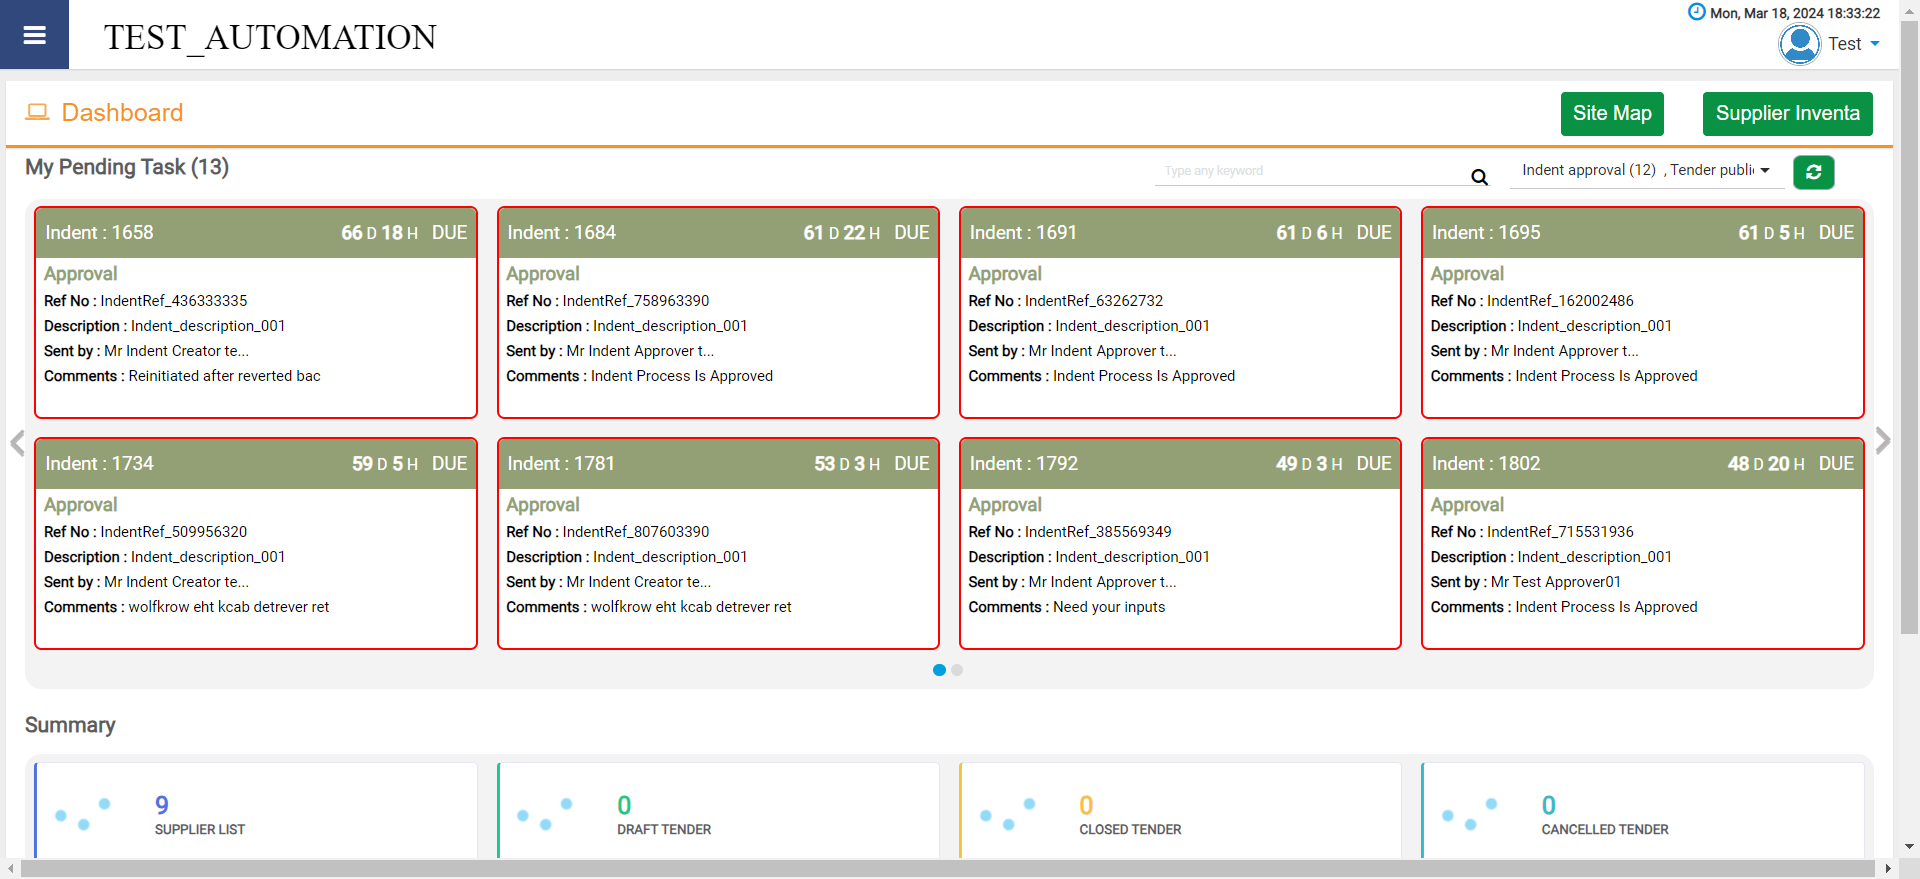 TEST_AUTOMATION
Mon, Mar 18, 2024 18:33:22
Test
Dashboard
Site Map
Supplier Inventa
My Pending Task (13)
Type any keyword
Indent approval (12) , Tender publi
Indent : 1658 66 D 18 H DUE
Approval
Ref No : IndentRef_436333335
Description : Indent_description_001
Sent by : Mr Indent Creator te...
Comments : Reinitiated after reverted bac
Indent : 1684 61 D 22 H DUE
Approval
Ref No : IndentRef_758963390
Description : Indent_description_001
Sent by : Mr Indent Approver t...
Comments : Indent Process Is Approved
Indent : 1691 61 D 6 H DUE
Approval
Ref No : IndentRef_63262732
Description : Indent_description_001
Sent by : Mr Indent Approver t...
Comments : Indent Process Is Approved
Indent : 1695 61 D 5 H DUE
Approval
Ref No : IndentRef_162002486
Description : Indent_description_001
Sent by : Mr Indent Approver t...
Comments : Indent Process Is Approved
Indent : 1734 59 D 5 H DUE
Approval
Ref No : IndentRef_509956320
Description : Indent_description_001
Sent by : Mr Indent Creator te...
Comments : wolfkrow eht kcab detrever ret
Indent : 1781 53 D 3 H DUE
Approval
Ref No : IndentRef_807603390
Description : Indent_description_001
Sent by : Mr Indent Creator te...
Comments : wolfkrow eht kcab detrever ret
Indent : 1792 49 D 3 H DUE
Approval
Ref No : IndentRef_385569349
Description : Indent_description_001
Sent by : Mr Indent Approver t...
Comments : Need your inputs
Indent : 1802 48 D 20 H DUE
Approval
Ref No : IndentRef_715531936
Description : Indent_description_001
Sent by : Mr Test Approver01
Comments : Indent Process Is Approved
Summary
9
SUPPLIER LIST
0
DRAFT TENDER
0
CLOSED TENDER
0
CANCELLED TENDER